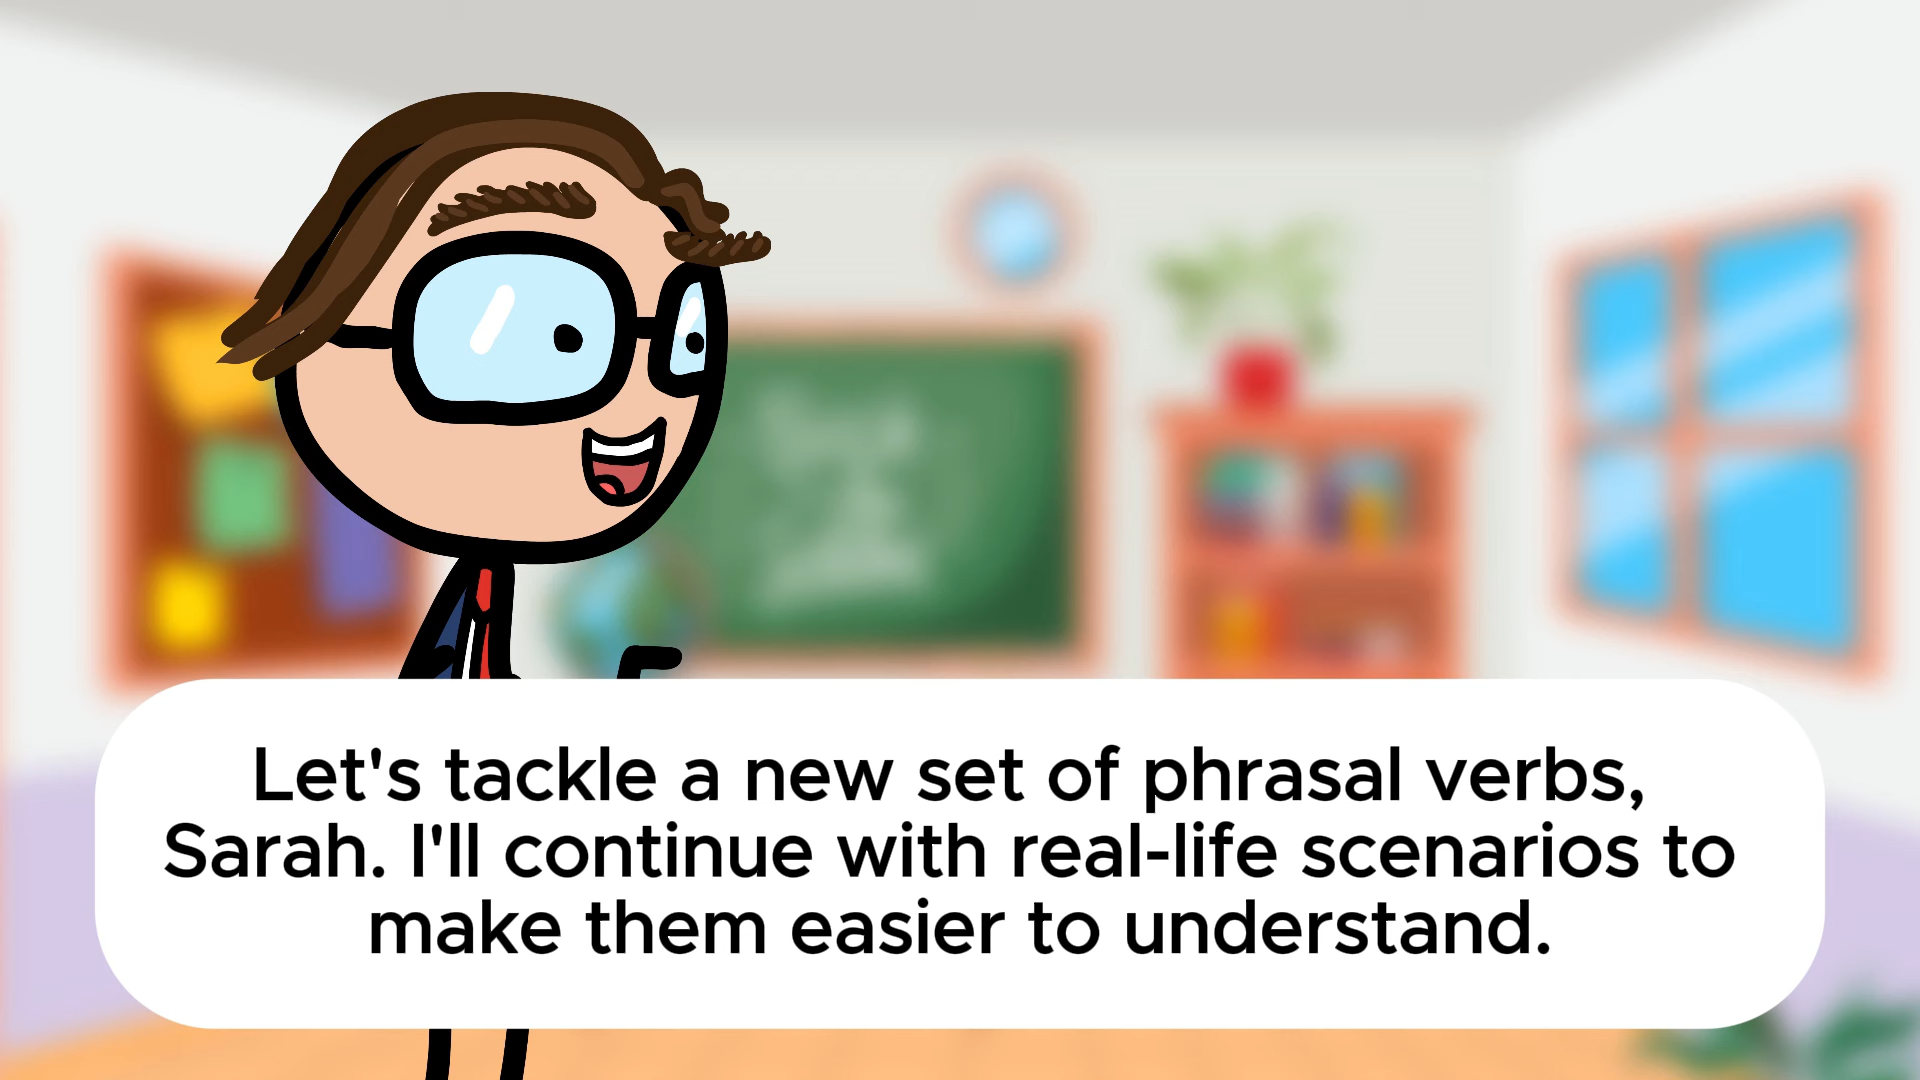 Let's tackle a new set of phrasal verbs,
Sarah. I'll continue with real-life scenarios to
make them easier to understand.